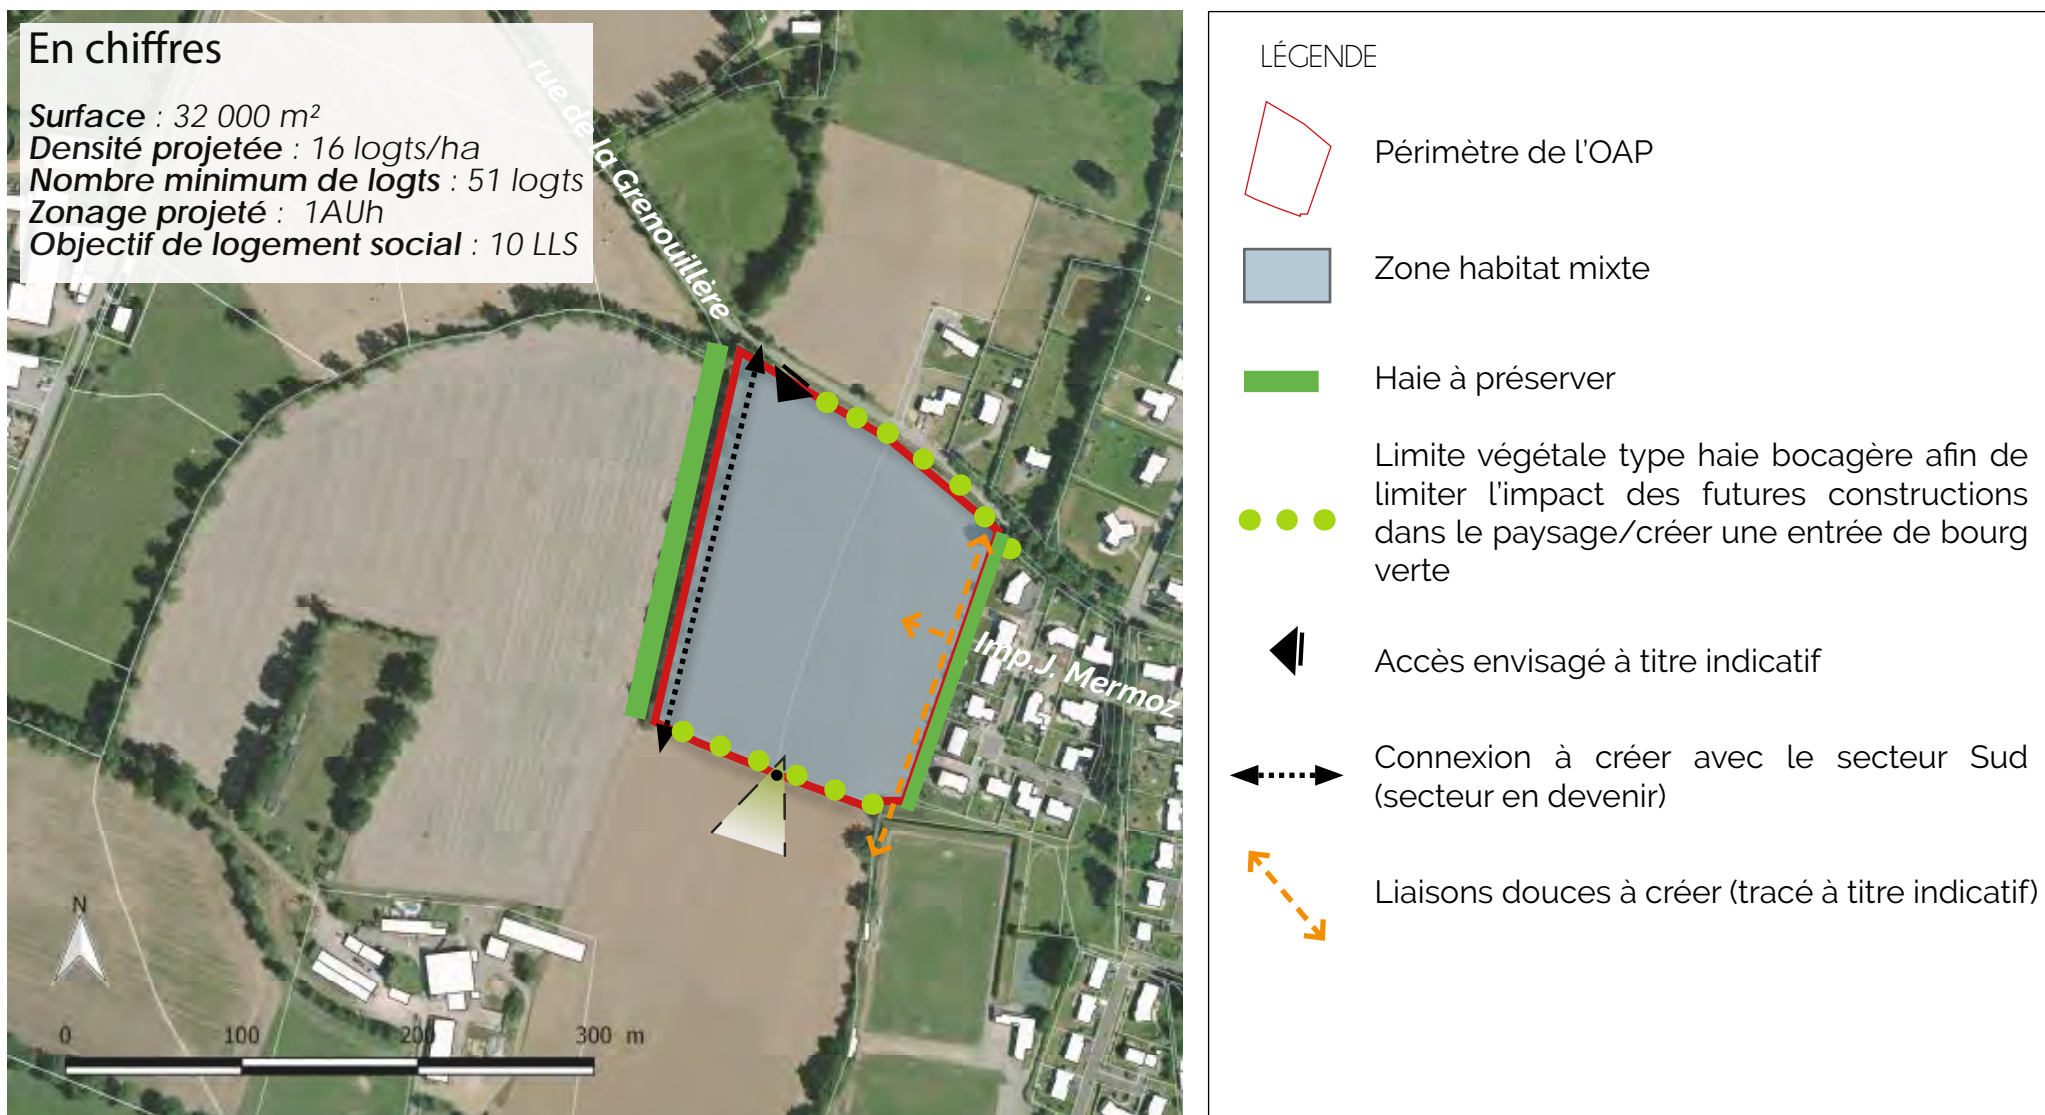 En chiffres
Surface : 32 000 m²
Densité projetée : 16 logts/ha
Nombre minimum de logts : 51 logts
Zonage projeté : 1AUh
Objectif de logement social : 10 LLS
rue de la Grenouillère
Imp.J. Mermoz
N
0 100 200 300 m
LÉGENDE
Périmètre de l'OAP
Zone habitat mixte
Haie à préserver
Limite végétale type haie bocagère afin de
limiter l'impact des futures constructions
dans le paysage/créer une entrée de bourg
verte
Accès envisagé à titre indicatif
Connexion à créer avec le secteur Sud
(secteur en devenir)
Liaisons douces à créer (tracé à titre indicatif)